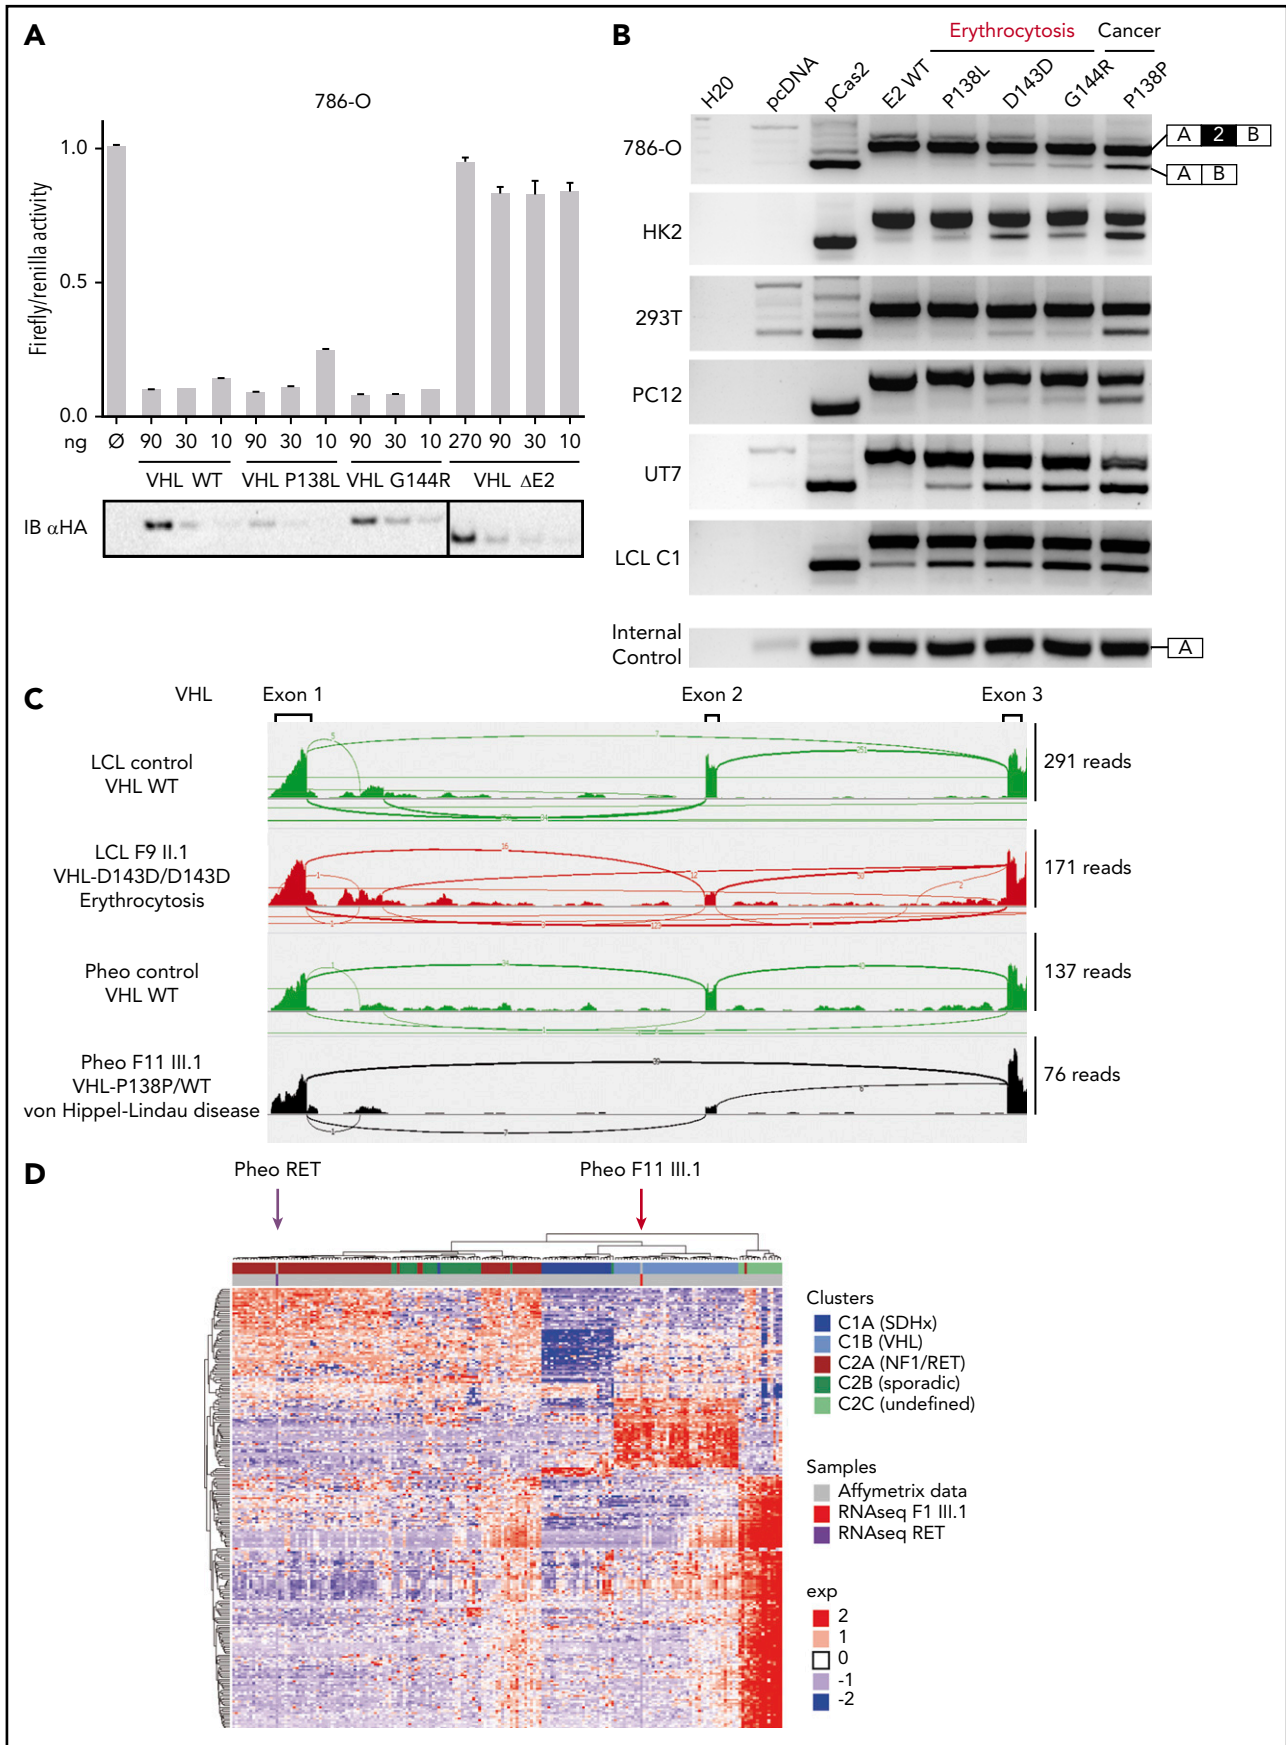 A
786-O
Firefly/renilla activity
1.0
0.5
0.0
ng Ø 90 30 10 90 30 10 90 30 10 270 90 30 10
VHL WT VHL P138L VHL G144R VHL ΔE2
IB αHA
B
Erythrocytosis Cancer
H20 pcDNA pCas2 E2 WT P138L D143D G144R P138P
786-O
A 2 B
A B
HK2
293T
PC12
UT7
LCL C1
Internal
Control
A
C
VHL Exon 1 Exon 2 Exon 3
LCL control
VHL WT
291 reads
LCL F9 II.1
VHL-D143D/D143D
Erythrocytosis
171 reads
Pheo control
VHL WT
137 reads
Pheo F11 III.1
VHL-P138P/WT
von Hippel-Lindau disease
76 reads
D
Pheo RET Pheo F11 III.1
Clusters
C1A (SDHx)
C1B (VHL)
C2A (NF1/RET)
C2B (sporadic)
C2C (undefined)
Samples
Affymetrix data
RNAseq F1 III.1
RNAseq RET
exp
2
1
0
-1
-2